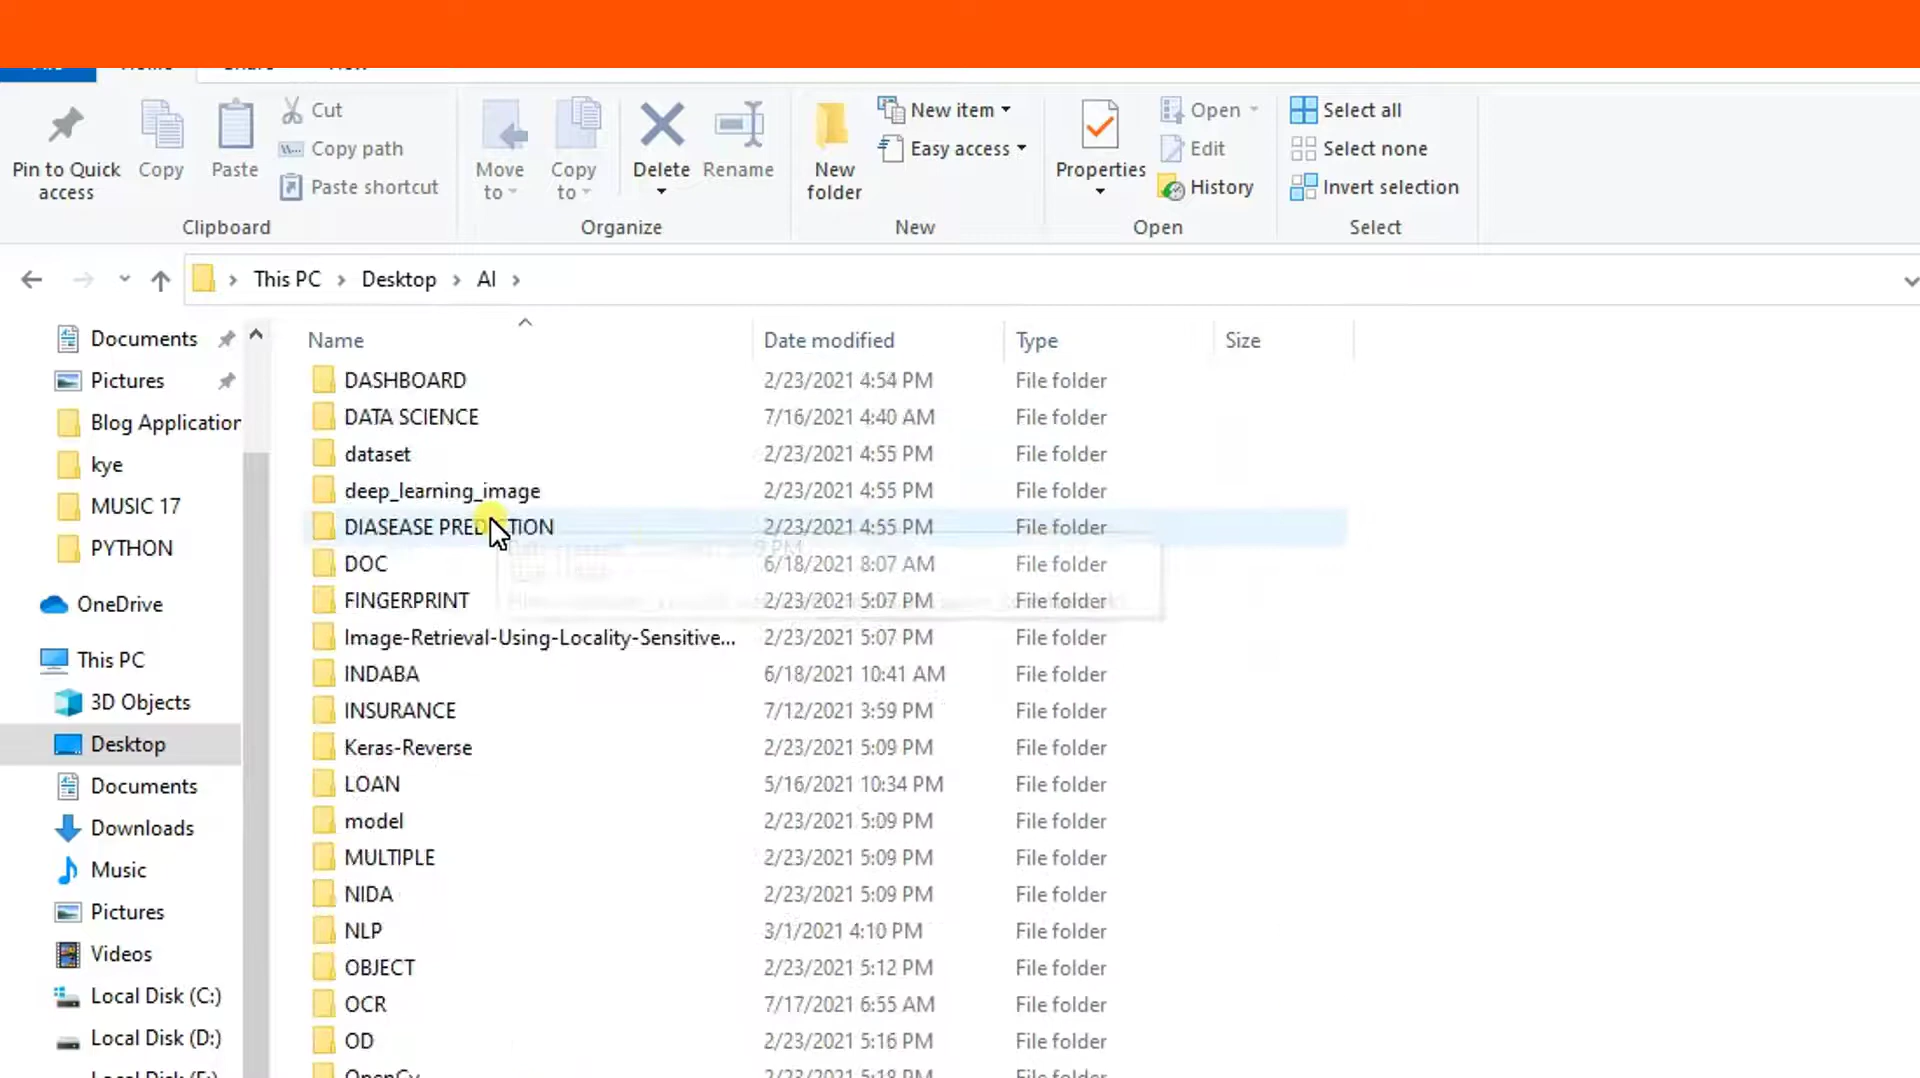 Pin to Quick access
Copy
Paste
Cut
Copy path
Paste shortcut
Clipboard
Move to
Copy to
Delete
Rename
Organize
New folder
New item
Easy access
New
Properties
Open
Edit
History
Open
Select all
Select none
Invert selection
Select
This PC > Desktop > AI >
Documents
Pictures
Blog Application
kye
MUSIC 17
PYTHON
OneDrive
This PC
3D Objects
Desktop
Documents
Downloads
Music
Pictures
Videos
Local Disk (C:)
Local Disk (D:)
Name Date modified Type Size
DASHBOARD 2/23/2021 4:54 PM File folder
DATA SCIENCE 7/16/2021 4:40 AM File folder
dataset 2/23/2021 4:55 PM File folder
deep_learning_image 2/23/2021 4:55 PM File folder
DIASEASE 2/23/2021 4:55 PM File folder
DOC 6/18/2021 8:07 AM File folder
FINGERPRINT 2/23/2021 5:07 PM File folder
Image-Retrieval-Using-Locality-Sensitive... 2/23/2021 5:07 PM File folder
INDABA 6/18/2021 10:41 AM File folder
INSURANCE 7/12/2021 3:59 PM File folder
Keras-Reverse 2/23/2021 5:09 PM File folder
LOAN 5/16/2021 10:34 PM File folder
model 2/23/2021 5:09 PM File folder
MULTIPLE 2/23/2021 5:09 PM File folder
NIDA 2/23/2021 5:09 PM File folder
NLP 3/1/2021 4:10 PM File folder
OBJECT 2/23/2021 5:12 PM File folder
OCR 7/17/2021 6:55 AM File folder
OD 2/23/2021 5:16 PM File folder